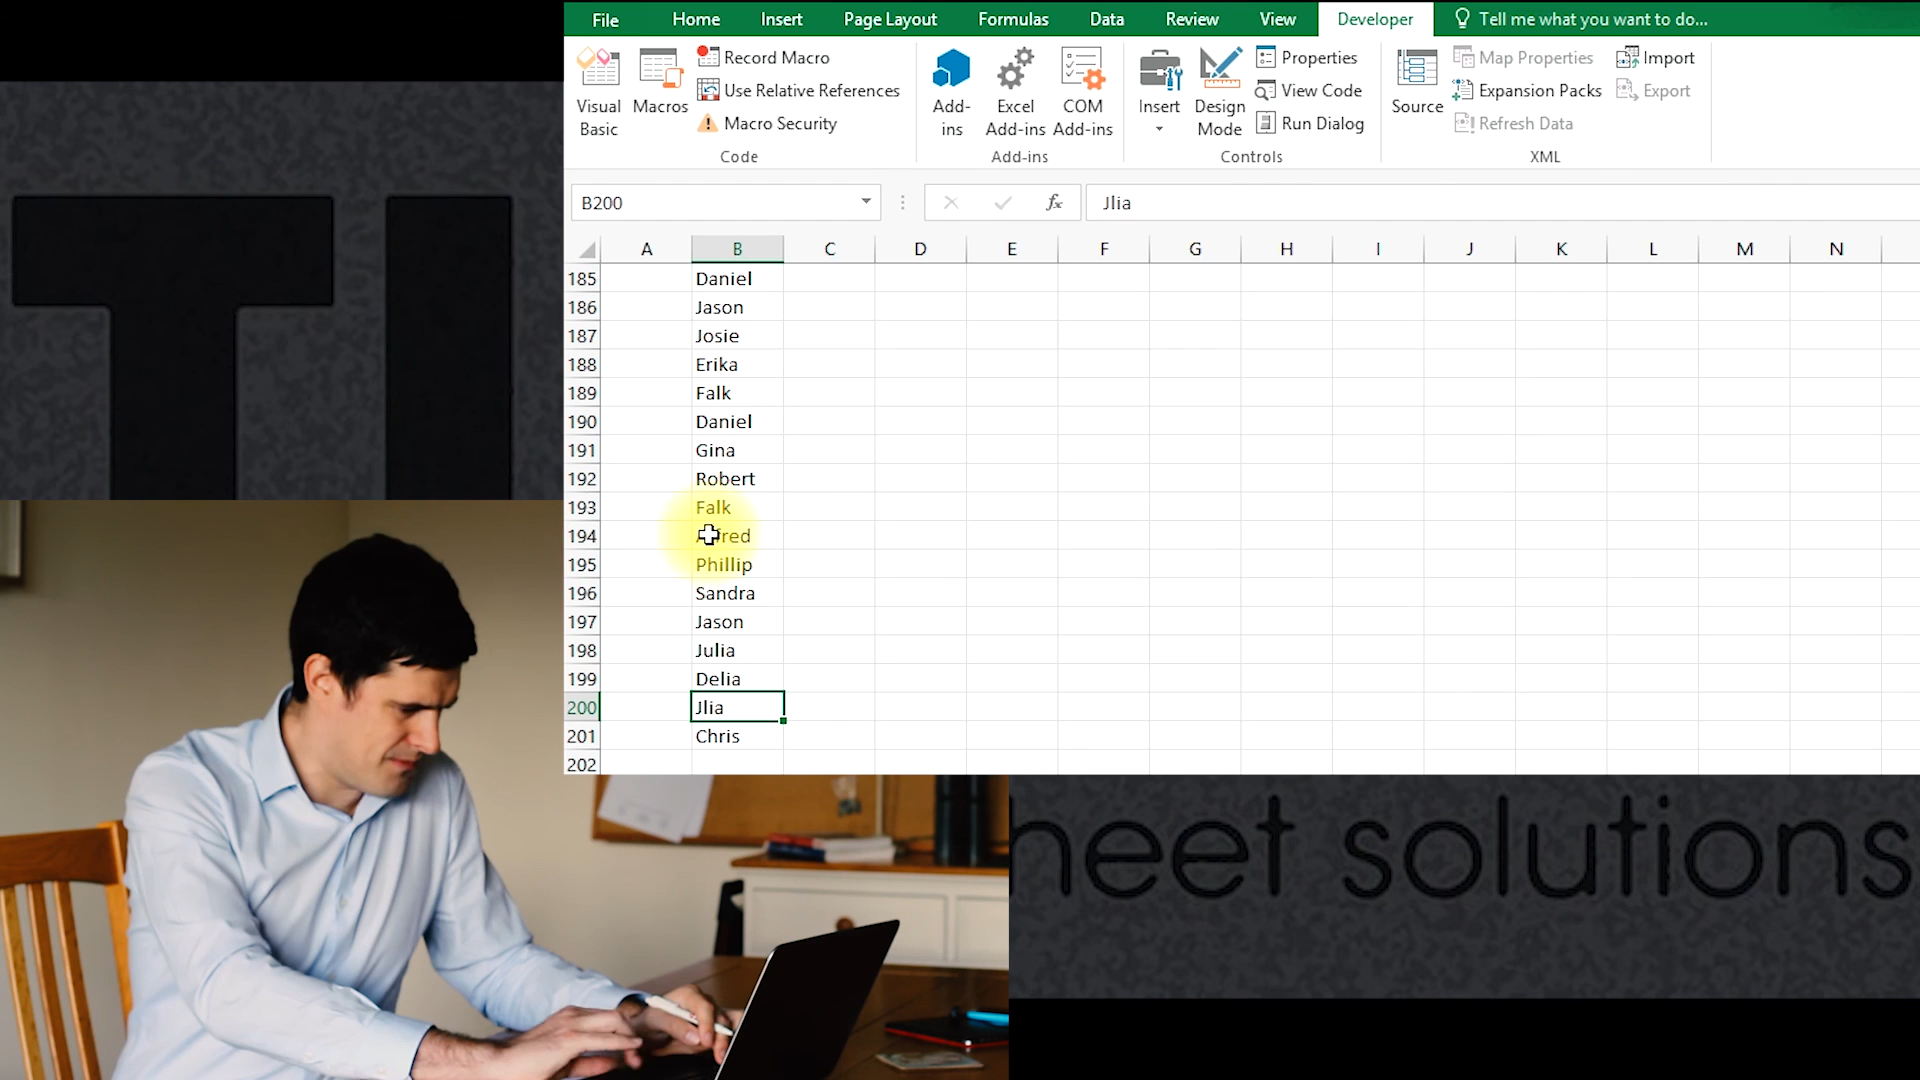 File Home Insert Page Layout Formulas Data Review View Developer Tell me what you want to do...
Visual Basic
Macros
Record Macro
Use Relative References
Macro Security
Code
Add-ins
Excel Add-ins
COM Add-ins
Add-ins
Insert
Design Mode
Properties
View Code
Run Dialog
Controls
Source
Map Properties
Expansion Packs
Refresh Data
Import
Export
XML
B200 fx Jlia
A B C D E F G H I J K L M N
185 Daniel
186 Jason
187 Josie
188 Erika
189 Falk
190 Daniel
191 Gina
192 Robert
193 Falk
194
195 Phillip
196 Sandra
197 Jason
198 Julia
199 Delia
200 Jlia
201 Chris
202
solutions